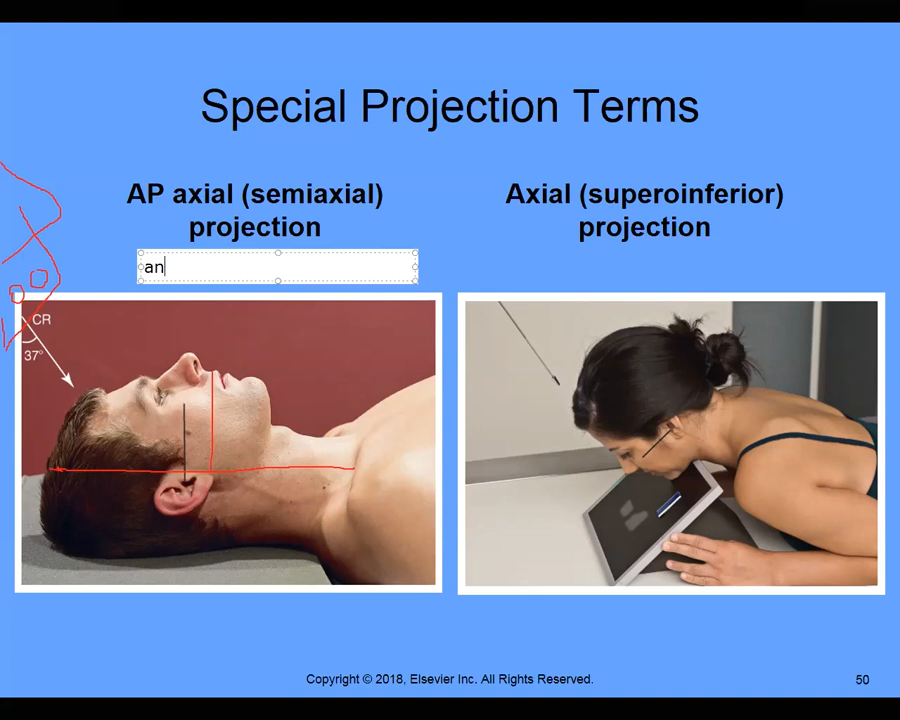 Special Projection Terms
AP axial (semiaxial)
projection
Axial (superoinferior)
projection
an
CR
37°
Copyright © 2018, Elsevier Inc. All Rights Reserved.
50